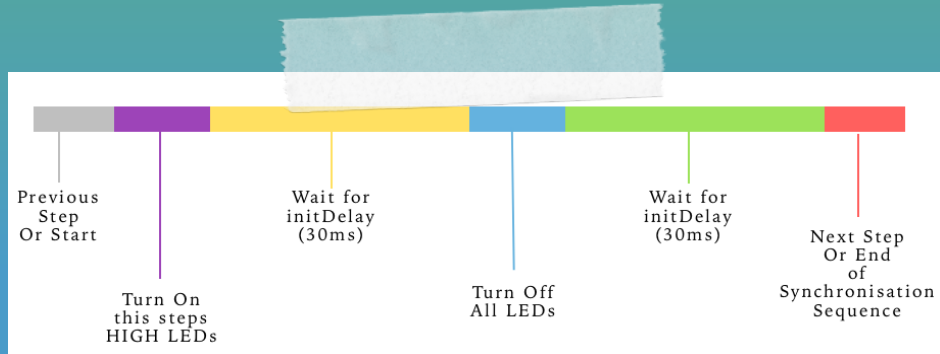 Previous
Step
Or Start
Turn On
this steps
HIGH LEDs
Wait for
initDelay
(30ms)
Turn Off
All LEDs
Wait for
initDelay
(30ms)
Next Step
Or End
of
Synchronisation
Sequence